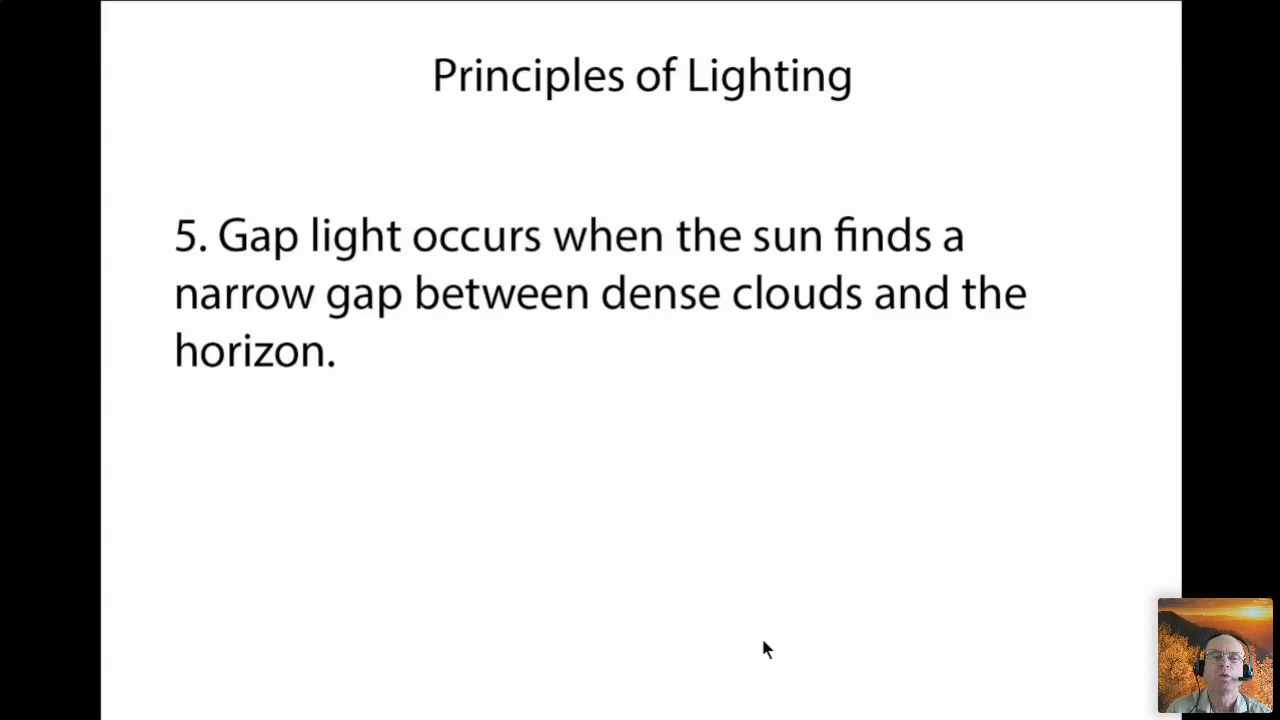 Principles of Lighting
5. Gap light occurs when the sun finds a
narrow gap between dense clouds and the
horizon.